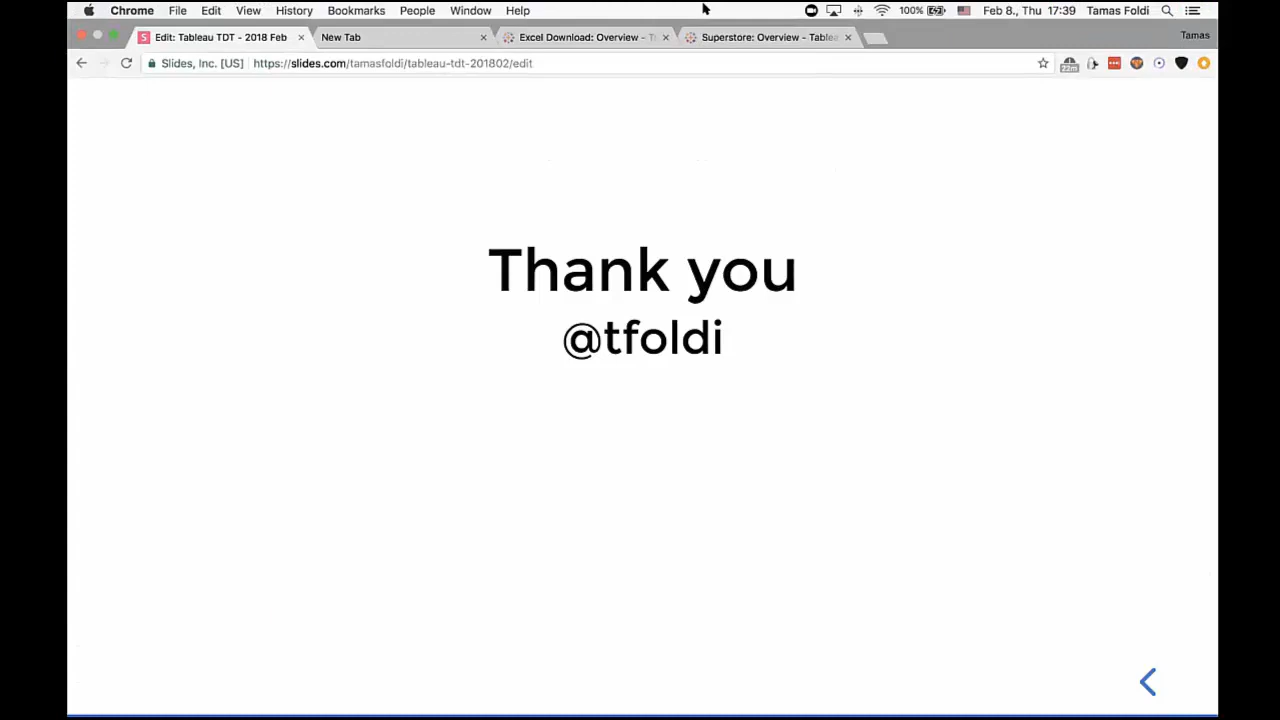 Chrome File Edit View History Bookmarks People Window Help 100% Feb 8., Thu 17:39 Tamas Foldi
Edit: Tableau TDT - 2018 Feb New Tab Excel Download: Overview - T Superstore: Overview - Tablea Tamas
Slides, Inc. [US] https://slides.com/tamasfoldi/tableau-tdt-201802/edit
22m
Thank you
@tfoldi